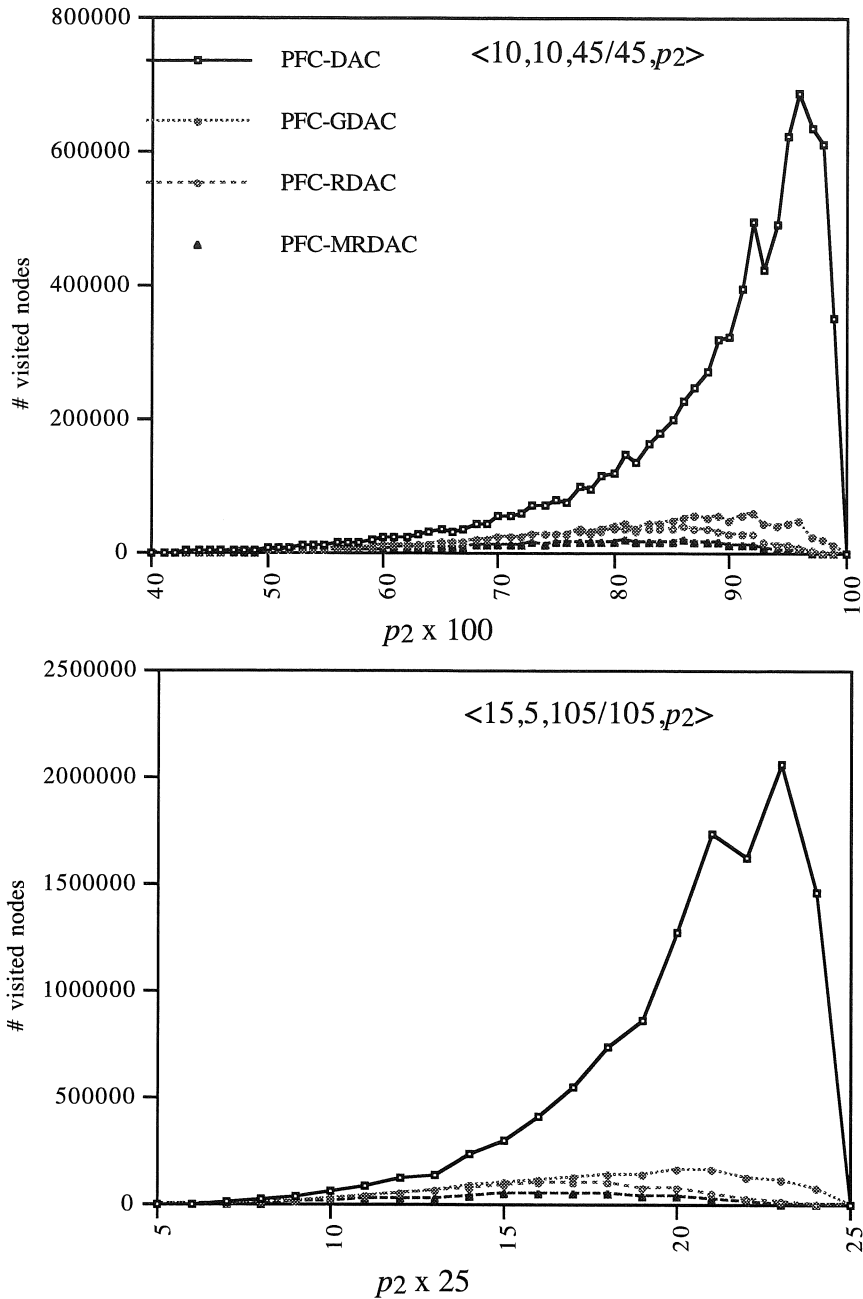 800000
600000
400000
200000
0
# visited nodes
PFC-DAC
PFC-GDAC
PFC-RDAC
PFC-MRDAC
<10,10,45/45,p2>
40
50
60
70
80
90
100
p2 x 100
2500000
2000000
1500000
1000000
500000
0
# visited nodes
<15,5,105/105,p2>
5
10
15
20
25
p2 x 25